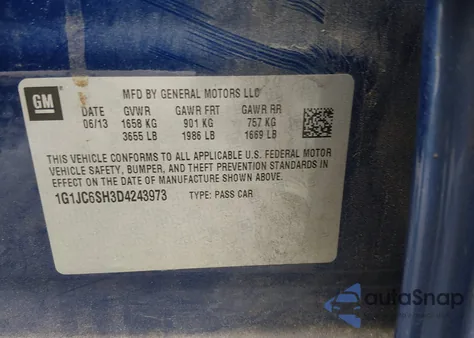 GM
MFD BY GENERAL MOTORS LLC
DATE GVWR GAWR FRT GAWR RR
06/13 1658 KG 901 KG 757 KG
3655 LB 1986 LB 1669 LB
THIS VEHICLE CONFORMS TO ALL APPLICABLE U.S. FEDERAL MOTOR
VEHICLE SAFETY, BUMPER, AND THEFT PREVENTION STANDARDS IN
EFFECT ON THE DATE OF MANUFACTURE SHOWN ABOVE.
1G1JC6SH3D4243973 TYPE: PASS CAR
autoSnap